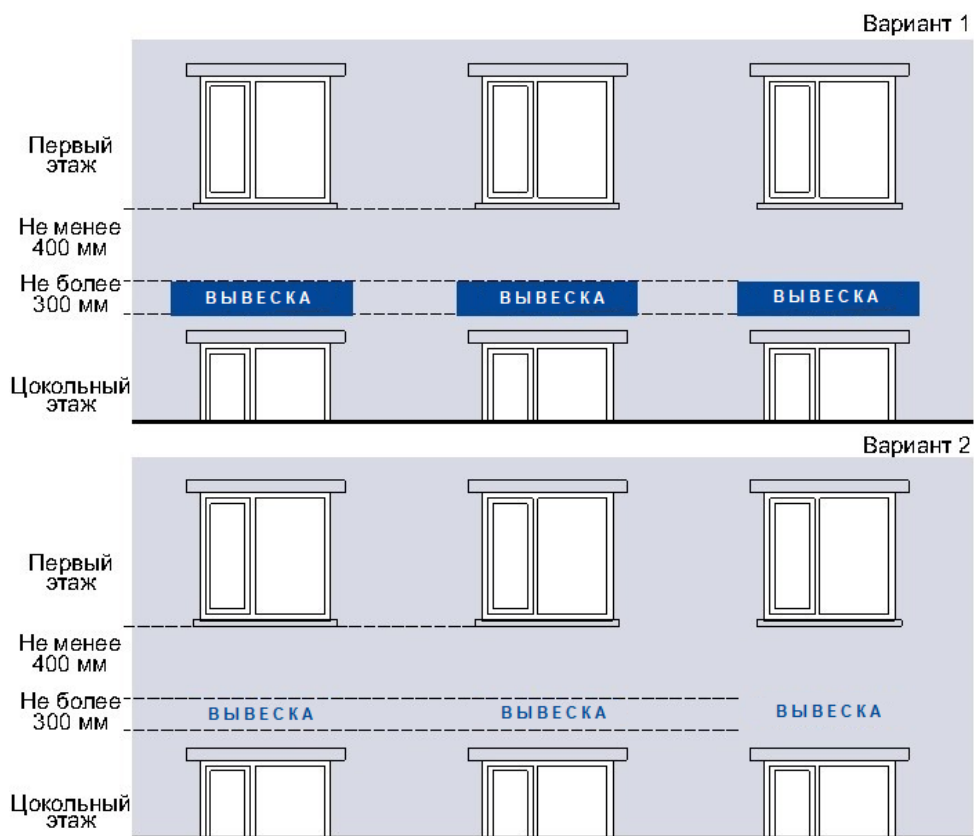 Вариант 1
Первый
этаж
Не менее
400 мм
Не более
300 мм
ВЫВЕСКА ВЫВЕСКА ВЫВЕСКА
Цокольный
этаж
Вариант 2
Первый
этаж
Не менее
400 мм
Не более
300 мм
ВЫВЕСКА ВЫВЕСКА ВЫВЕСКА
Цокольный
этаж